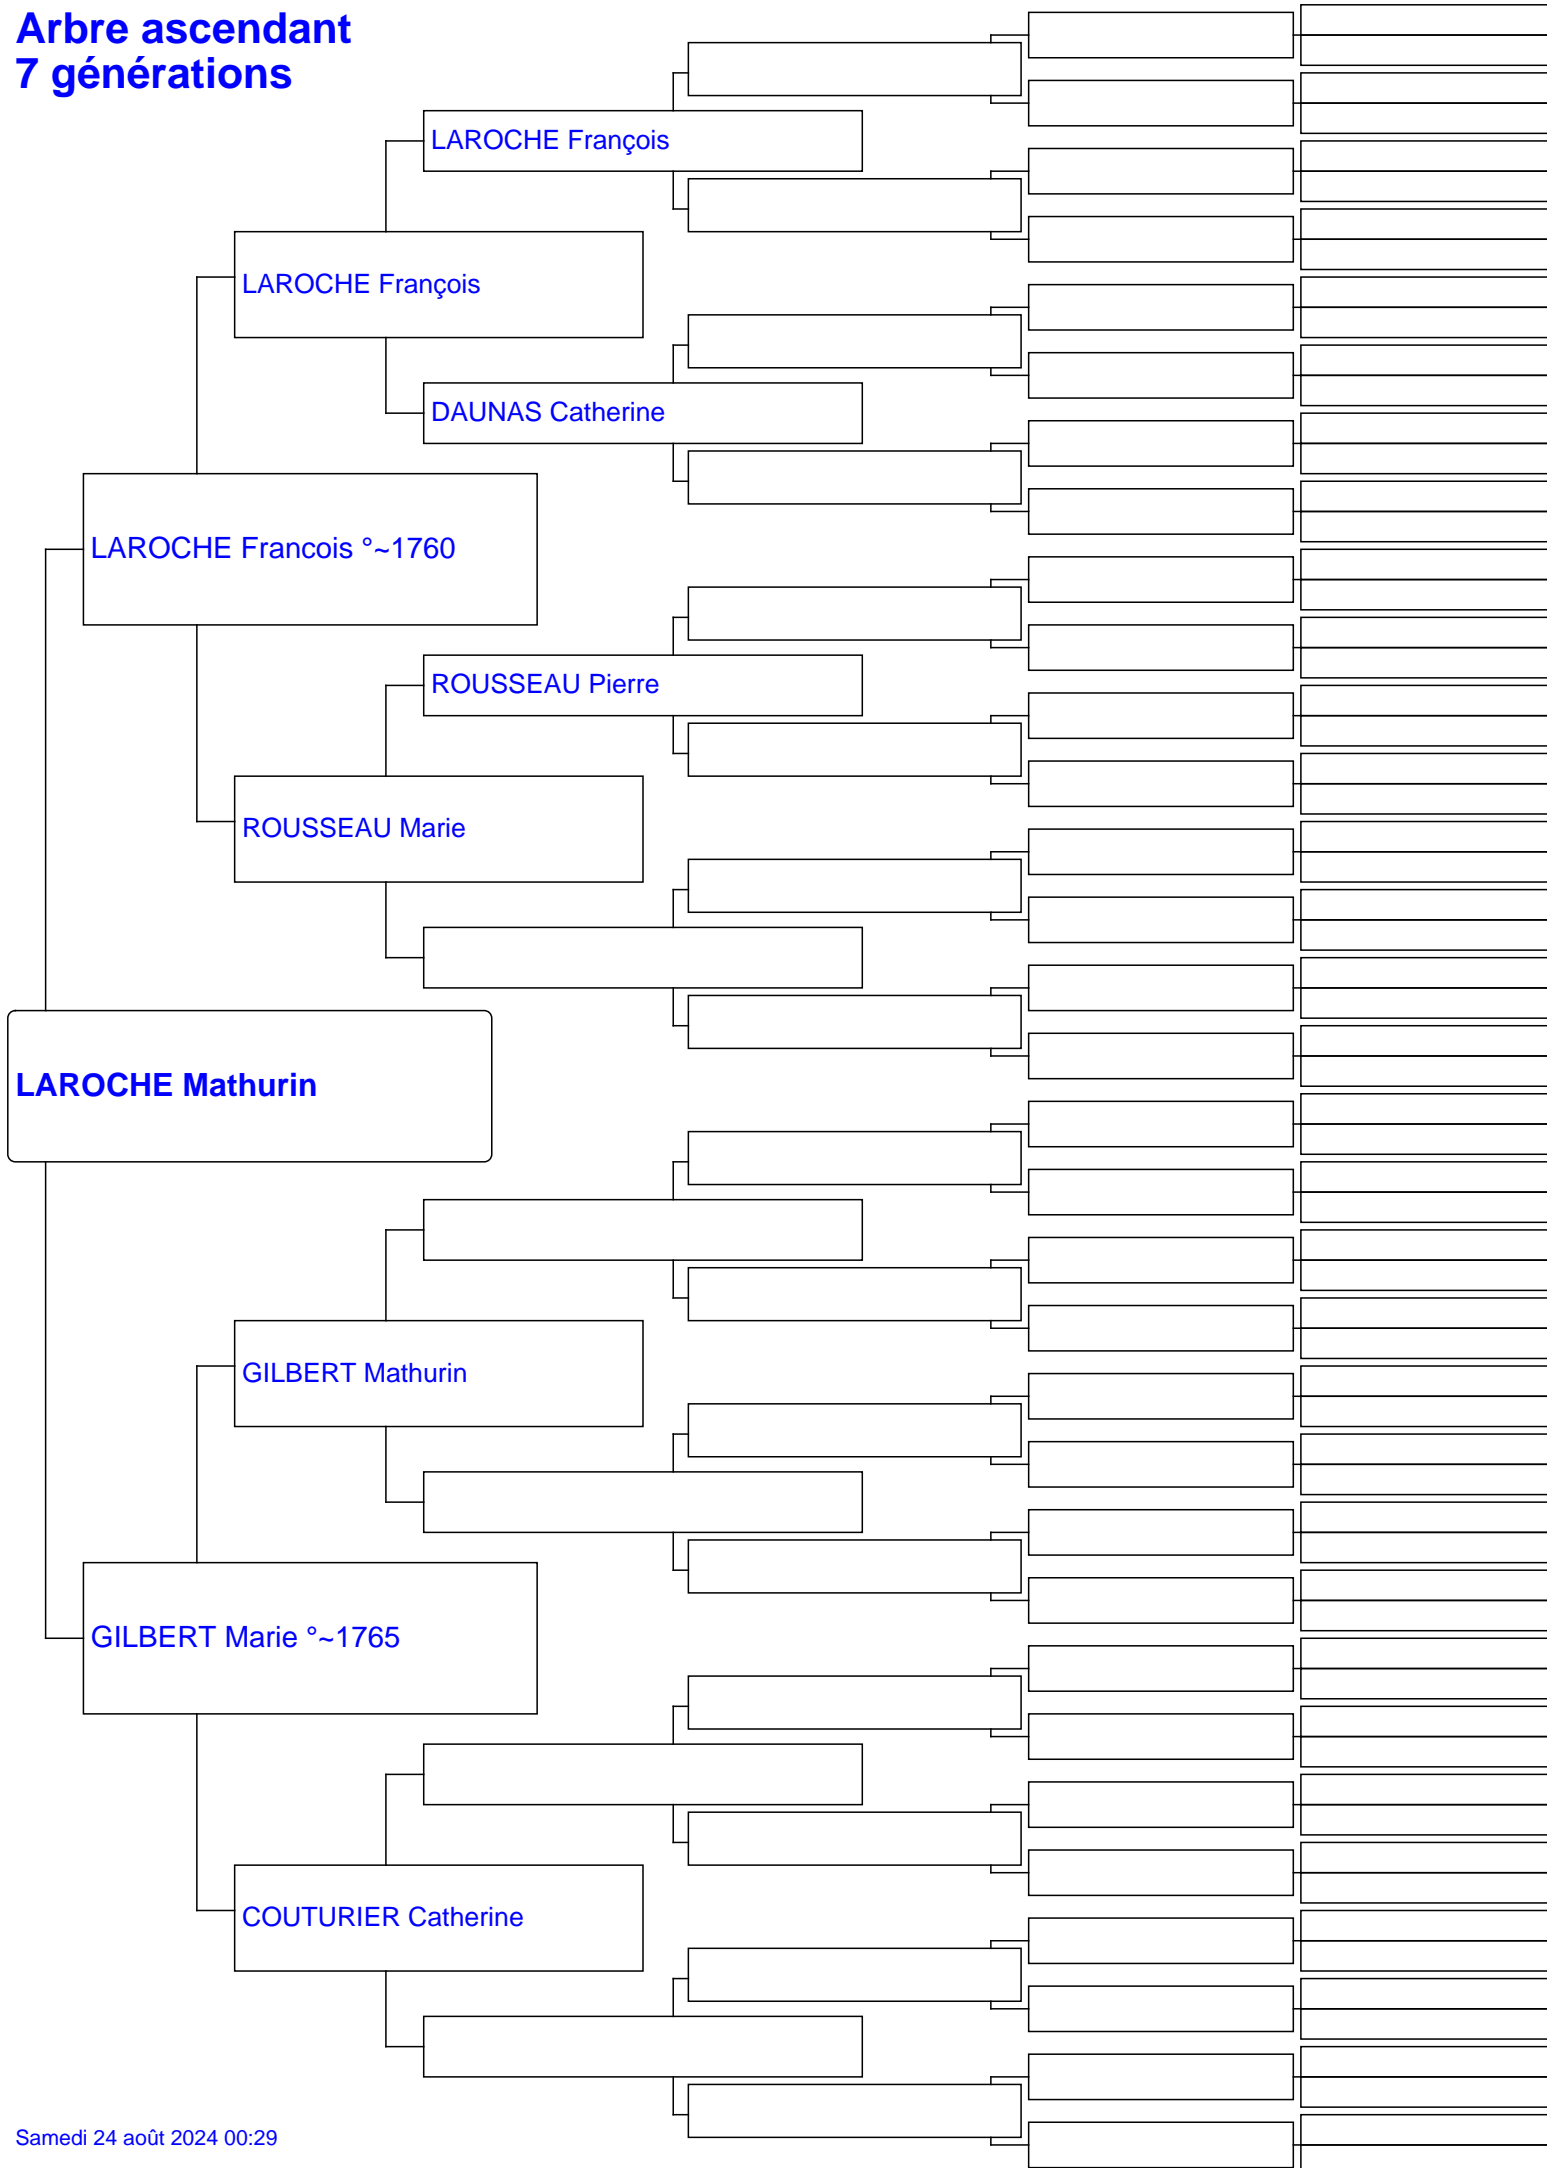 Arbre ascendant
7 générations
LAROCHE François
LAROCHE François
DAUNAS Catherine
LAROCHE Francois °~1760
ROUSSEAU Pierre
ROUSSEAU Marie
LAROCHE Mathurin
GILBERT Mathurin
GILBERT Marie °~1765
COUTURIER Catherine
Samedi 24 août 2024 00:29